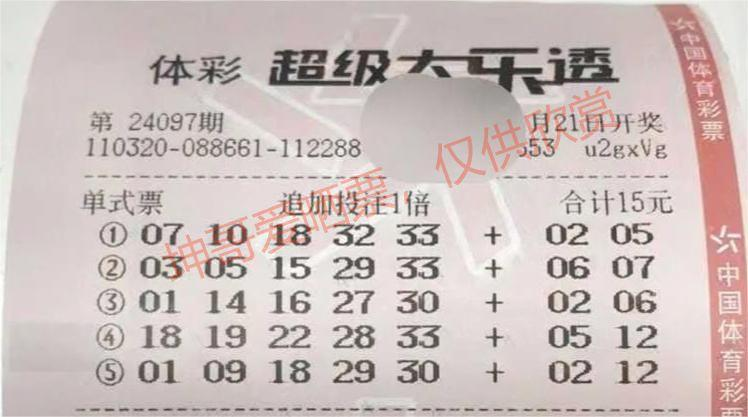 体彩 超级大乐透
第 24097期 月21日开奖
110320-088661-112288 553 u2gxVg
单式票 追加投注1倍 合计15元
① 07 10 18 32 33 + 02 05
② 03 05 15 29 33 + 06 07
③ 01 14 16 27 30 + 02 06
④ 18 19 22 28 33 + 05 12
⑤ 01 09 18 29 30 + 02 12
中国体育彩票
中国体育彩票
坤哥爱晒票 仅供欣赏